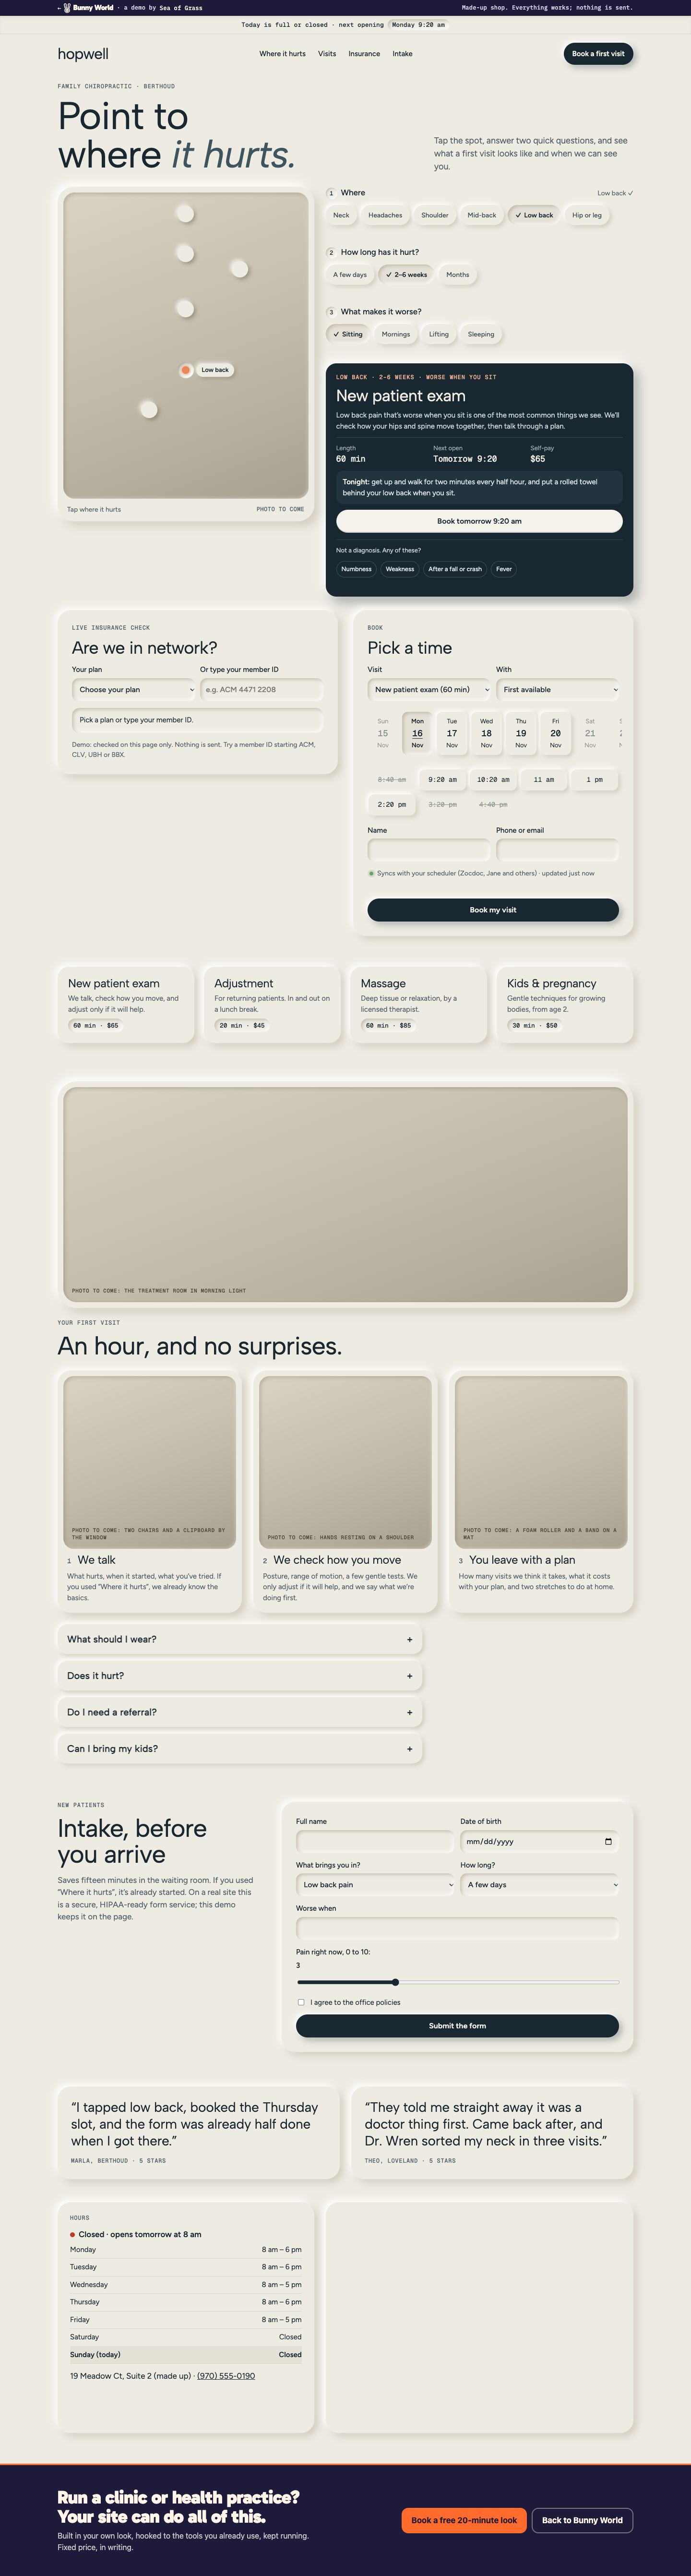 ← Bunny World · a demo by Sea of Grass
Made-up shop. Everything works; nothing is sent.
Today is full or closed · next opening Monday 9:20 am
hopwell
Where it hurts Visits Insurance Intake
Book a first visit
FAMILY CHIROPRACTIC · BERTHOUD
Point to
where it hurts.
Tap the spot, answer two quick questions, and see
what a first visit looks like and when we can see
you.
Low back
Tap where it hurts
PHOTO TO COME
1 Where
Low back ✓
Neck Headaches Shoulder Mid-back ✓ Low back Hip or leg
2 How long has it hurt?
A few days ✓ 2–6 weeks Months
3 What makes it worse?
✓ Sitting Mornings Lifting Sleeping
LOW BACK · 2–6 WEEKS · WORSE WHEN YOU SIT
New patient exam
Low back pain that's worse when you sit is one of the most common things we see. We'll
check how your hips and spine move together, then talk through a plan.
Length Next open Self-pay
60 min Tomorrow 9:20 $65
Tonight: get up and walk for two minutes every half hour, and put a rolled towel
behind your low back when you sit.
Book tomorrow 9:20 am
Not a diagnosis. Any of these?
Numbness Weakness After a fall or crash Fever
LIVE INSURANCE CHECK
Are we in network?
Your plan Or type your member ID
Choose your plan e.g. ACM 4471 2208
Pick a plan or type your member ID.
Demo: checked on this page only. Nothing is sent. Try a member ID starting ACM,
CLV, UBH or BBX.
BOOK
Pick a time
Visit With
New patient exam (60 min) First available
Sun Mon Tue Wed Thu Fri Sat S
15 16 17 18 19 20 21 2
Nov Nov Nov Nov Nov Nov Nov N
8:40 am 9:20 am 10:20 am 11 am 1 pm
2:20 pm 3:20 pm 4:40 pm
Name Phone or email
Syncs with your scheduler (Zocdoc, Jane and others) · updated just now
Book my visit
New patient exam
We talk, check how you move, and
adjust only if it will help.
60 min · $65
Adjustment
For returning patients. In and out on
a lunch break.
20 min · $45
Massage
Deep tissue or relaxation, by a
licensed therapist.
60 min · $85
Kids & pregnancy
Gentle techniques for growing
bodies, from age 2.
30 min · $50
PHOTO TO COME: THE TREATMENT ROOM IN MORNING LIGHT
YOUR FIRST VISIT
An hour, and no surprises.
PHOTO TO COME: TWO CHAIRS AND A CLIPBOARD BY
THE WINDOW
1 We talk
What hurts, when it started, what you've tried. If
you used "Where it hurts", we already know the
basics.
PHOTO TO COME: HANDS RESTING ON A SHOULDER
2 We check how you move
Posture, range of motion, a few gentle tests. We
only adjust if it will help, and we say what we're
doing first.
PHOTO TO COME: A FOAM ROLLER AND A BAND ON A
MAT
3 You leave with a plan
How many visits we think it takes, what it costs
with your plan, and two stretches to do at home.
What should I wear? +
Does it hurt? +
Do I need a referral? +
Can I bring my kids? +
NEW PATIENTS
Intake, before
you arrive
Saves fifteen minutes in the waiting room. If you used
"Where it hurts", it's already started. On a real site this
is a secure, HIPAA-ready form service; this demo
keeps it on the page.
Full name Date of birth
mm/dd/yyyy
What brings you in? How long?
Low back pain A few days
Worse when
Pain right now, 0 to 10:
3
I agree to the office policies
Submit the form
"I tapped low back, booked the Thursday
slot, and the form was already half done
when I got there."
MARLA, BERTHOUD · 5 STARS
"They told me straight away it was a
doctor thing first. Came back after, and
Dr. Wren sorted my neck in three visits."
THEO, LOVELAND · 5 STARS
HOURS
Closed · opens tomorrow at 8 am
Monday 8 am – 6 pm
Tuesday 8 am – 6 pm
Wednesday 8 am – 5 pm
Thursday 8 am – 6 pm
Friday 8 am – 5 pm
Saturday Closed
Sunday (today) Closed
19 Meadow Ct, Suite 2 (made up) · (970) 555-0190
Run a clinic or health practice?
Your site can do all of this.
Built in your own look, hooked to the tools you already use, kept running.
Fixed price, in writing.
Book a free 20-minute look
Back to Bunny World